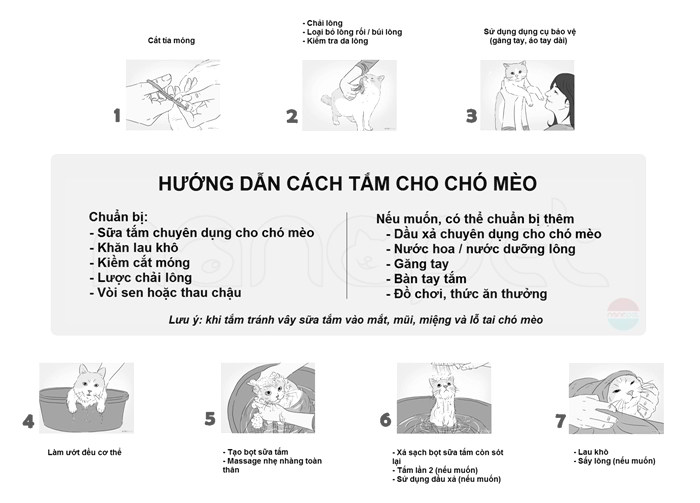 Cắt tỉa móng
1
- Chải lông
- Loại bỏ lông rối / búi lông
- Kiểm tra da lông
2
Sử dụng dụng cụ bảo vệ
(găng tay, áo tay dài)
3
HƯỚNG DẪN CÁCH TẮM CHO CHÓ MÈO
Chuẩn bị:
- Sữa tắm chuyên dụng cho chó mèo
- Khăn lau khô
- Kiềm cắt móng
- Lược chải lông
- Vòi sen hoặc thau chậu
Nếu muốn, có thể chuẩn bị thêm
- Dầu xả chuyên dụng cho chó mèo
- Nước hoa / nước dưỡng lông
- Găng tay
- Bàn tay tắm
- Đồ chơi, thức ăn thưởng
Lưu ý: khi tắm tránh vây sữa tắm vào mắt, mũi, miệng và lỗ tai chó mèo
4
Làm ướt đều cơ thể
5
- Tạo bọt sữa tắm
- Massage nhẹ nhàng toàn
thân
6
- Xả sạch bọt sữa tắm còn sót
lại
- Tắm lần 2 (nếu muốn)
- Sử dụng dầu xả (nếu muốn)
7
- Lau khô
- Sấy lông (nếu muốn)